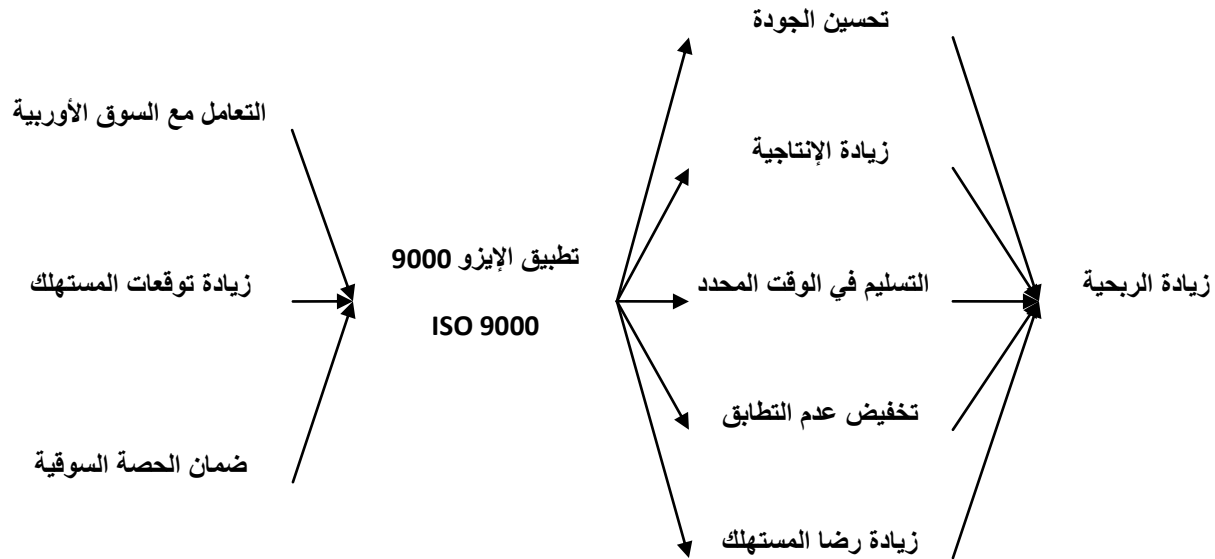 التعامل مع السوق الأوربية
زيادة توقعات المستهلك
ضمان الحصة السوقية
تطبيق الإيزو 9000
ISO 9000
تحسين الجودة
زيادة الإنتاجية
التسليم في الوقت المحدد
تخفيض عدم التطابق
زيادة رضا المستهلك
زيادة الربحية